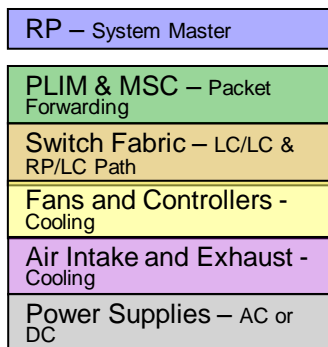 RP – System Master
PLIM & MSC – Packet
Forwarding
Switch Fabric – LC/LC &
RP/LC Path
Fans and Controllers -
Cooling
Air Intake and Exhaust -
Cooling
Power Supplies – AC or
DC